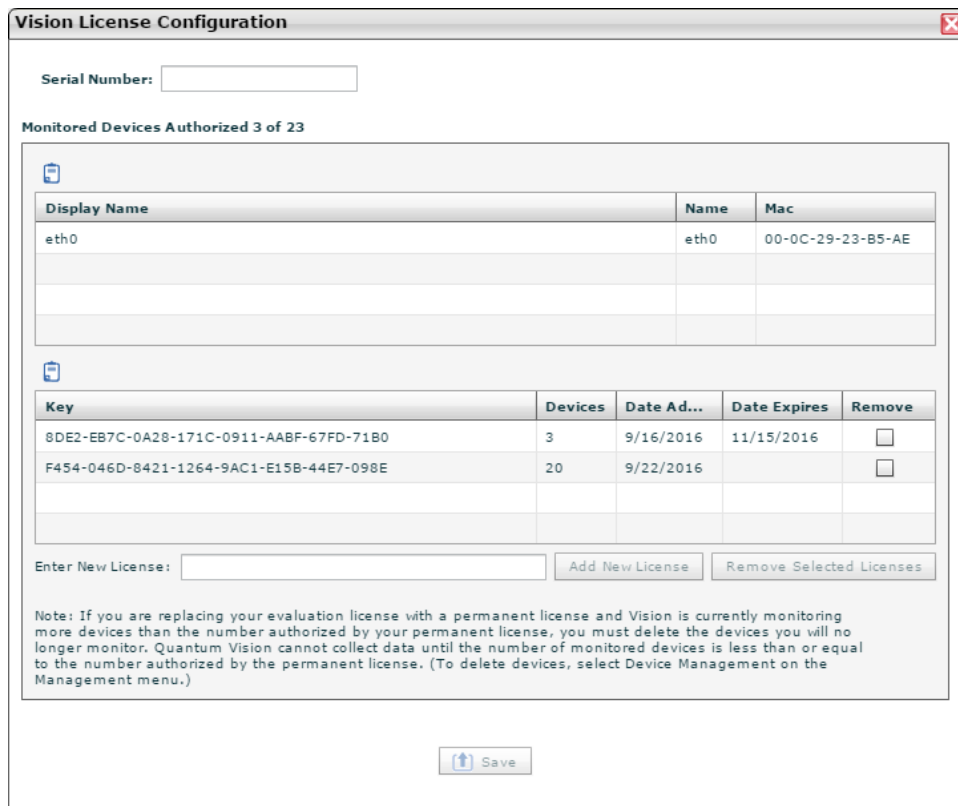 Vision License Configuration
Serial Number:
Monitored Devices Authorized 3 of 23
Display Name Name Mac
eth0 eth0 00-0C-29-23-B5-AE
Key Devices Date Ad... Date Expires Remove
8DE2-EB7C-0A28-171C-0911-AABF-67FD-71B0 3 9/16/2016 11/15/2016
F454-046D-8421-1264-9AC1-E15B-44E7-098E 20 9/22/2016
Enter New License: Add New License Remove Selected Licenses
Note: If you are replacing your evaluation license with a permanent license and Vision is currently monitoring
more devices than the number authorized by your permanent license, you must delete the devices you will no
longer monitor. Quantum Vision cannot collect data until the number of monitored devices is less than or equal
to the number authorized by the permanent license. (To delete devices, select Device Management on the
Management menu.)
Save